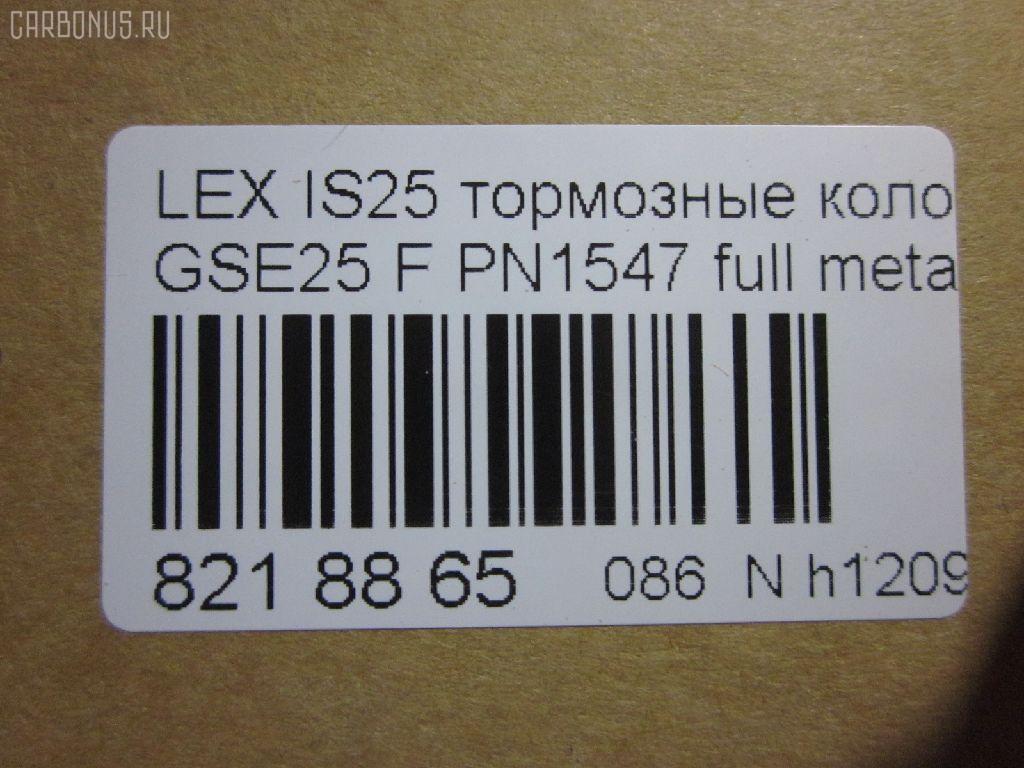 CARBONUS.RU
LEX IS25 тормозные коло
GSE25 F PN1547 full meta
821 88 65 086 N h1209